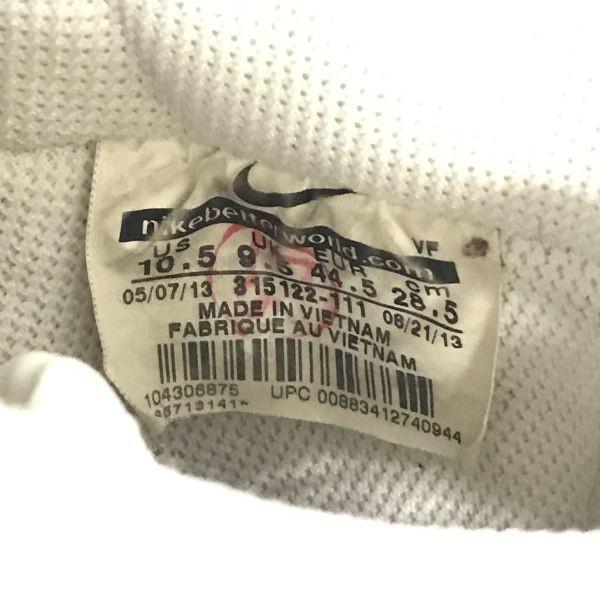 nikebetterworld.com
VF
US UK EUR cm
10.5 9.5 44.5 28.5
05/07/13 315122-111 08/21/13
MADE IN VIETNAM
FABRIQUE AU VIETNAM
104306875 UPC 00883412740944